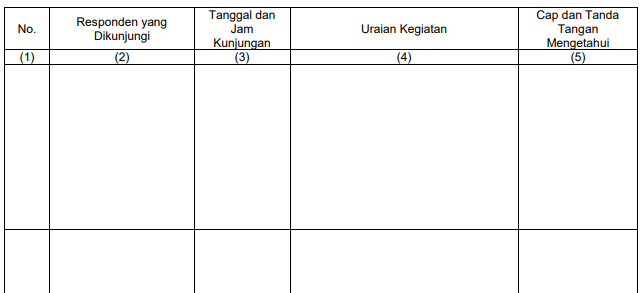 No.
Responden yang
Dikunjungi
Tanggal dan
Jam
Kunjungan
Uraian Kegiatan
Cap dan Tanda
Tangan
Mengetahui
(1)
(2)
(3)
(4)
(5)